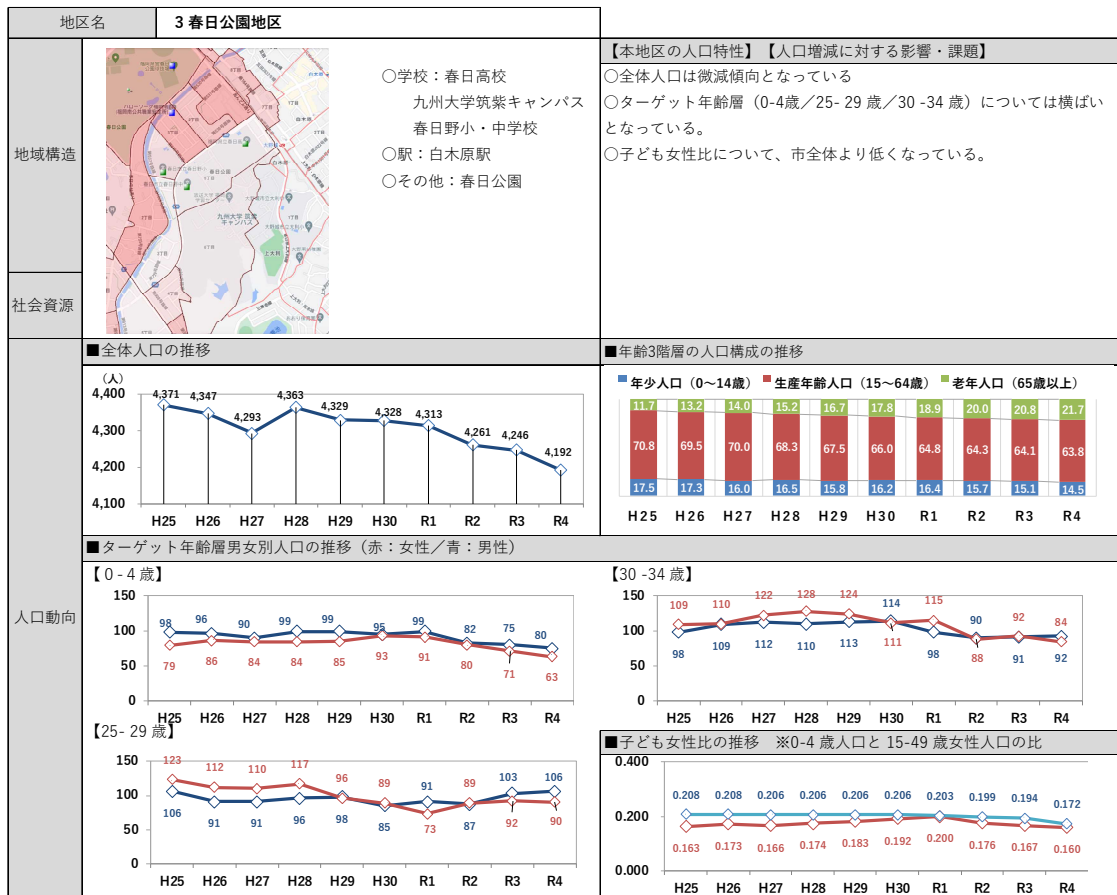 地区名
3 春日公園地区
地域構造
社会資源
○学校：春日高校
九州大学筑紫キャンパス
春日野小・中学校
○駅：白木原駅
○その他：春日公園
春日公園
白木原
九州大学 筑紫
キャンパス
上大利
【本地区の人口特性】【人口増減に対する影響・課題】
○全体人口は微減傾向となっている
○ターゲット年齢層（0-4歳／25- 29 歳／30 -34 歳）については横ばい
となっている。
○子ども女性比について、市全体より低くなっている。
人口動向
■全体人口の推移
（人）
4,400
4,300
4,200
4,100
4,371 4,347 4,293 4,363 4,329 4,328 4,313 4,261 4,246 4,192
H25 H26 H27 H28 H29 H30 R1 R2 R3 R4
■年齢3階層の人口構成の推移
年少人口（0～14歳） 生産年齢人口（15～64歳） 老年人口（65歳以上）
11.7 13.2 14.0 15.2 16.7 17.8 18.9 20.0 20.8 21.7
70.8 69.5 70.0 68.3 67.5 66.0 64.8 64.3 64.1 63.8
17.5 17.3 16.0 16.5 15.8 16.2 16.4 15.7 15.1 14.5
H25 H26 H27 H28 H29 H30 R1 R2 R3 R4
■ターゲット年齢層男女別人口の推移（赤：女性／青：男性）
【 0 - 4 歳】
150
100
50
0
98 96 90 99 99 95 99 82 75 80
79 86 84 84 85 93 91 80 71 63
H25 H26 H27 H28 H29 H30 R1 R2 R3 R4
【30 -34 歳】
150
100
50
0
109 110 122 128 124 114 115 90 92 84
98 109 112 110 113 111 98 88 91 92
H25 H26 H27 H28 H29 H30 R1 R2 R3 R4
【25- 29 歳】
150
100
50
0
123 112 110 117 96 89 91 89 103 106
106 91 91 96 98 85 73 87 92 90
H25 H26 H27 H28 H29 H30 R1 R2 R3 R4
■子ども女性比の推移　※0-4 歳人口と 15-49 歳女性人口の比
0.400
0.200
0.000
0.208 0.208 0.206 0.206 0.206 0.206 0.203 0.199 0.194 0.172
0.163 0.173 0.166 0.174 0.183 0.192 0.200 0.176 0.167 0.160
H25 H26 H27 H28 H29 H30 R1 R2 R3 R4